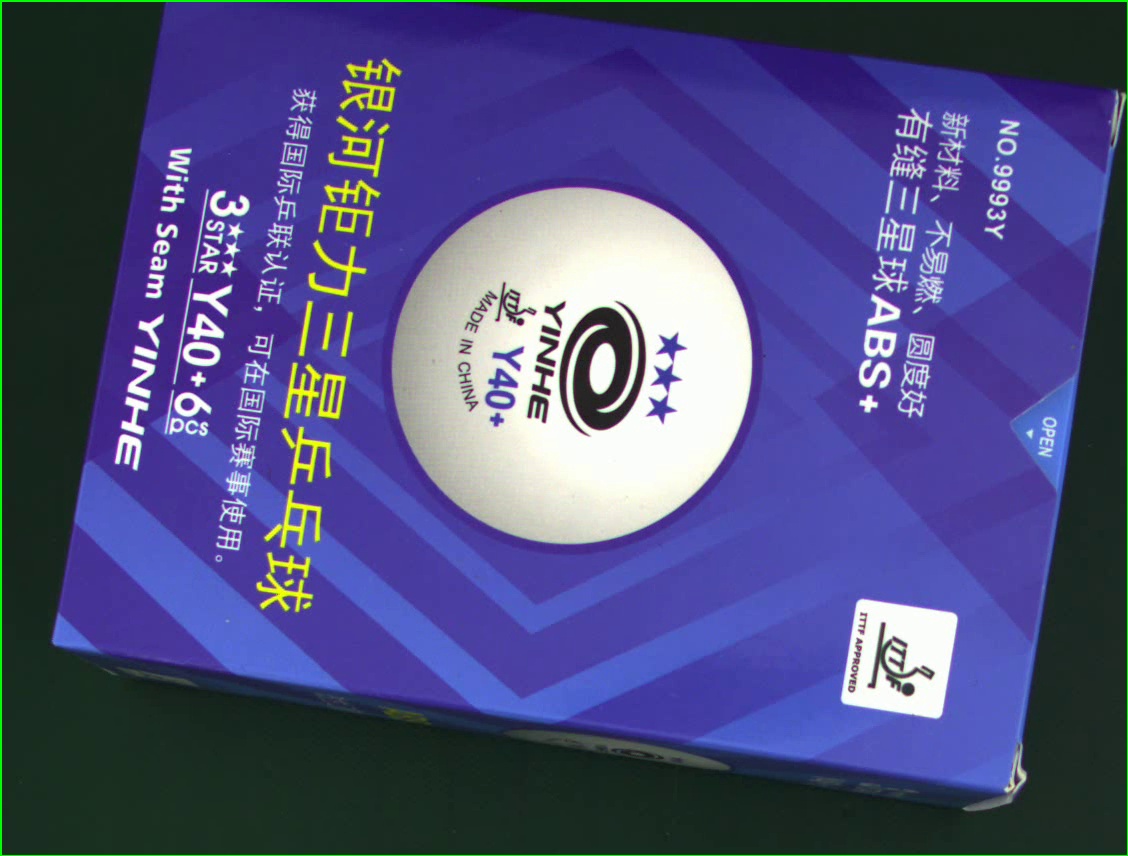 NO.9993Y
新材料、不易燃、圆度好
有缝三星球ABS+
OPEN
ITTF APPROVED
ITTF
★★★
YINHE
ITTF Y40+
MADE IN CHINA
银河钜力三星乒乓球
获得国际乒联认证，可在国际赛事使用。
3★★★ STAR Y40+ 6pcs
With Seam YINHE